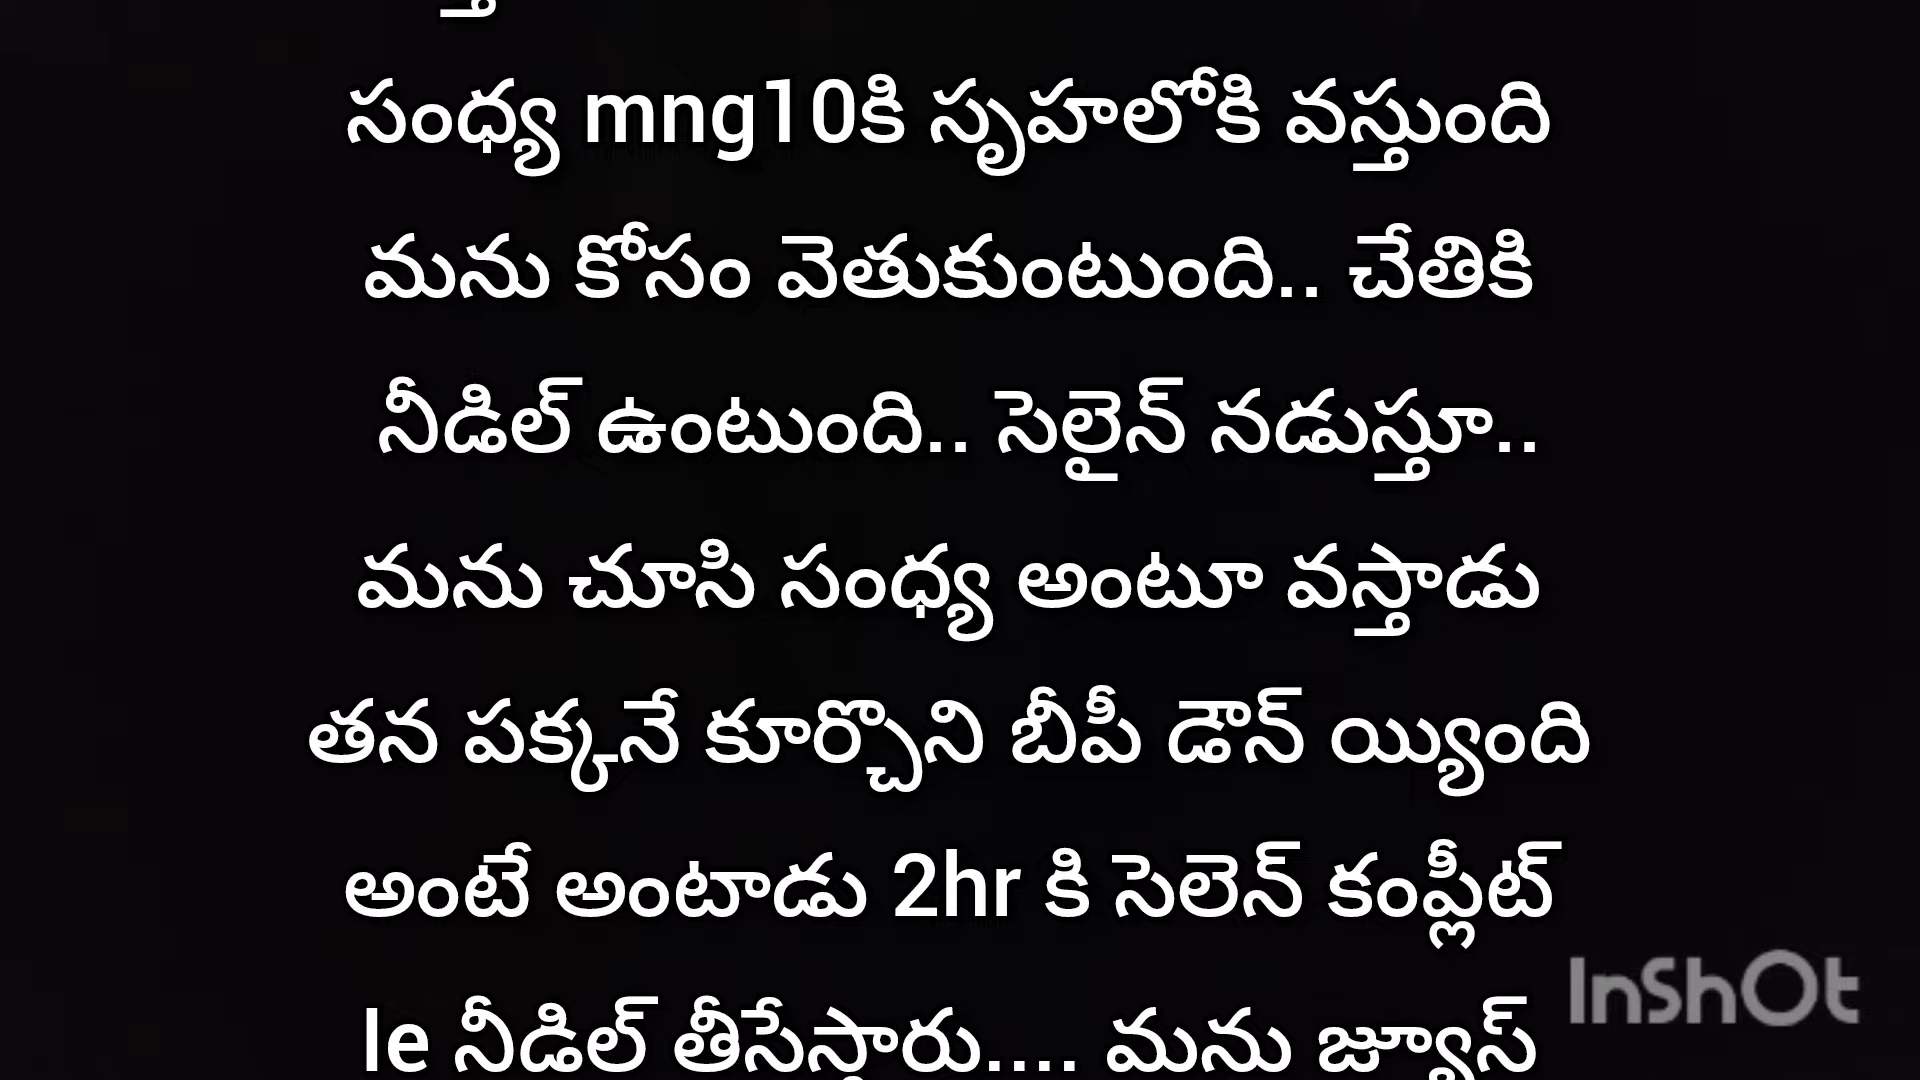 సంధ్య mng10కి సృహలోకి వస్తుంది
మను కోసం వెతుకుంటుంది.. చేతికి
నీడిల్ ఉంటుంది.. సెలైన్ నడుస్తూ..
మను చూసి సంధ్య అంటూ వస్తాడు
తన పక్కనే కూర్చొని బీపీ డౌన్ య్యింది
అంటే అంటాడు 2hr కి సెలెన్ కంప్లీట్
le నీడిల్ తీసేస్తారు.... మను జ్యూస్
InShOt